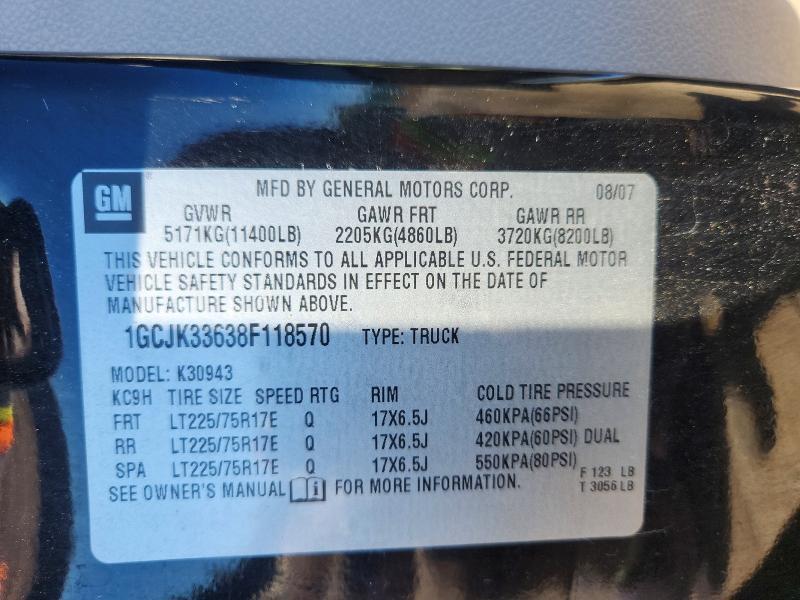 GM
MFD BY GENERAL MOTORS CORP. 08/07
GVWR GAWR FRT GAWR RR
5171KG(11400LB) 2205KG(4860LB) 3720KG(8200LB)
THIS VEHICLE CONFORMS TO ALL APPLICABLE U.S. FEDERAL MOTOR
VEHICLE SAFETY STANDARDS IN EFFECT ON THE DATE OF
MANUFACTURE SHOWN ABOVE.
1GCJK33638F118570 TYPE: TRUCK
MODEL: K30943
KC9H TIRE SIZE SPEED RTG RIM COLD TIRE PRESSURE
FRT LT225/75R17E Q 17X6.5J 460KPA(66PSI)
RR LT225/75R17E Q 17X6.5J 420KPA(60PSI) DUAL
SPA LT225/75R17E Q 17X6.5J 550KPA(80PSI)
F 123 LB
SEE OWNER'S MANUAL i FOR MORE INFORMATION. T 3056 LB